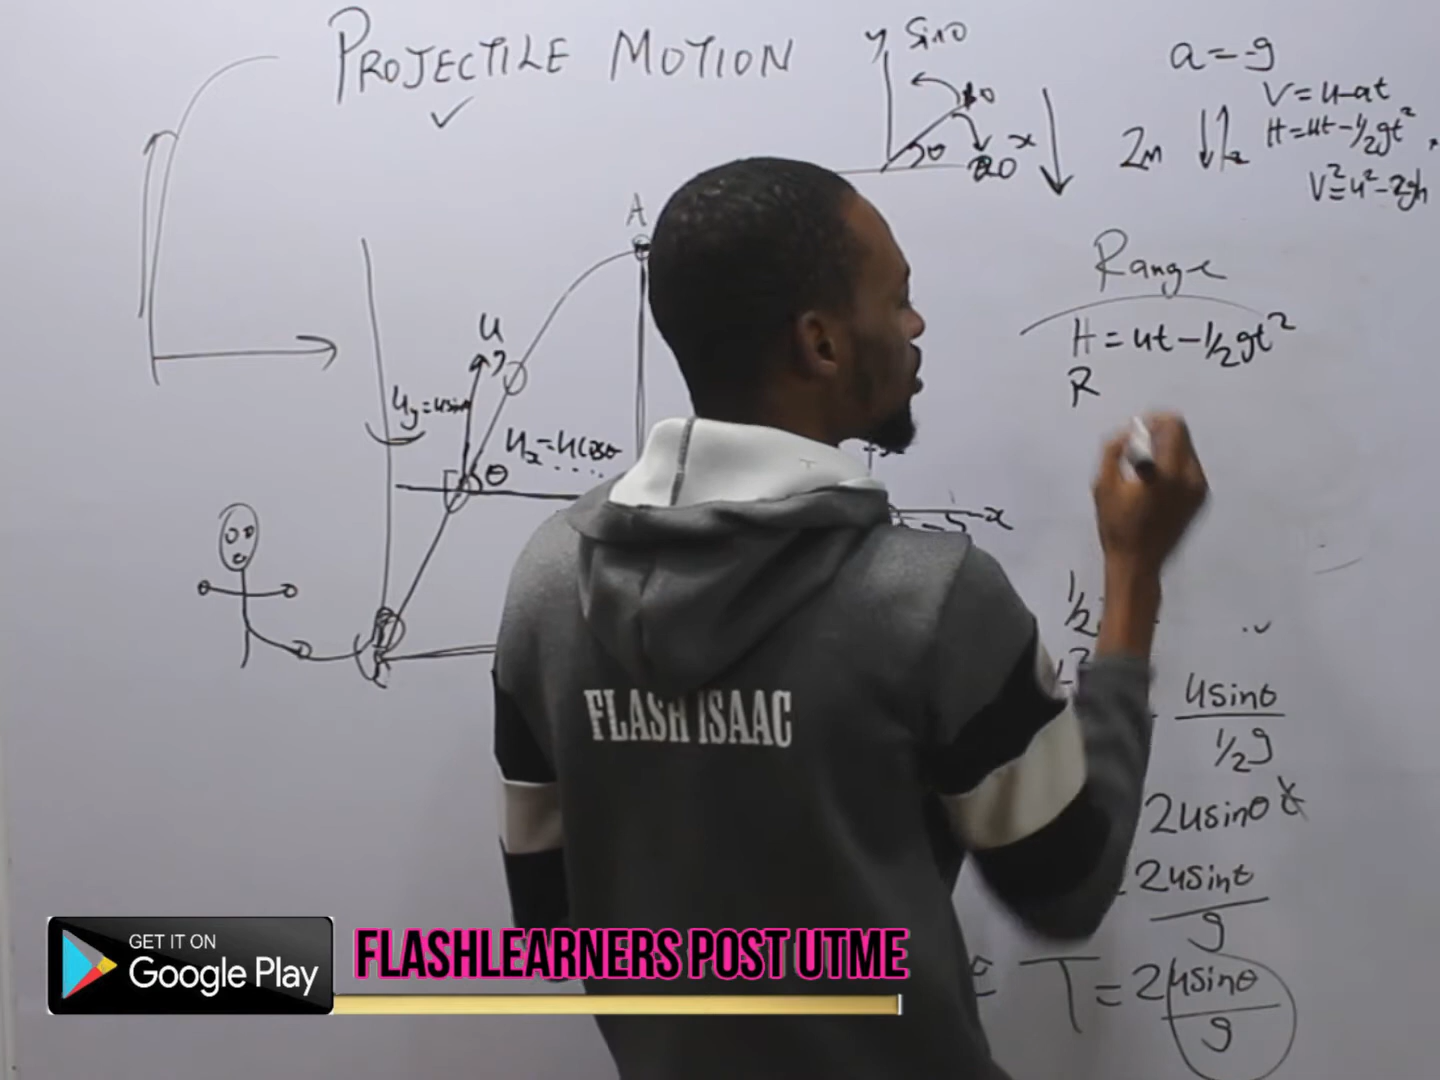 PROJECTILE MOTION
y sinθ
x
θ
a = -g
V = u-at
2m
H = ut - 1/2gt²
V² = u² - 2gh
A
Range
H = ut - 1/2gt²
R
u
uy = usinθ
ux = ucosθ
θ
x
1/2
usinθ
1/2g
2usinθ
2usinθ
g
T = 2usinθ
g
FLASH ISAAC
GET IT ON
Google Play
FLASHLEARNERS POST UTME